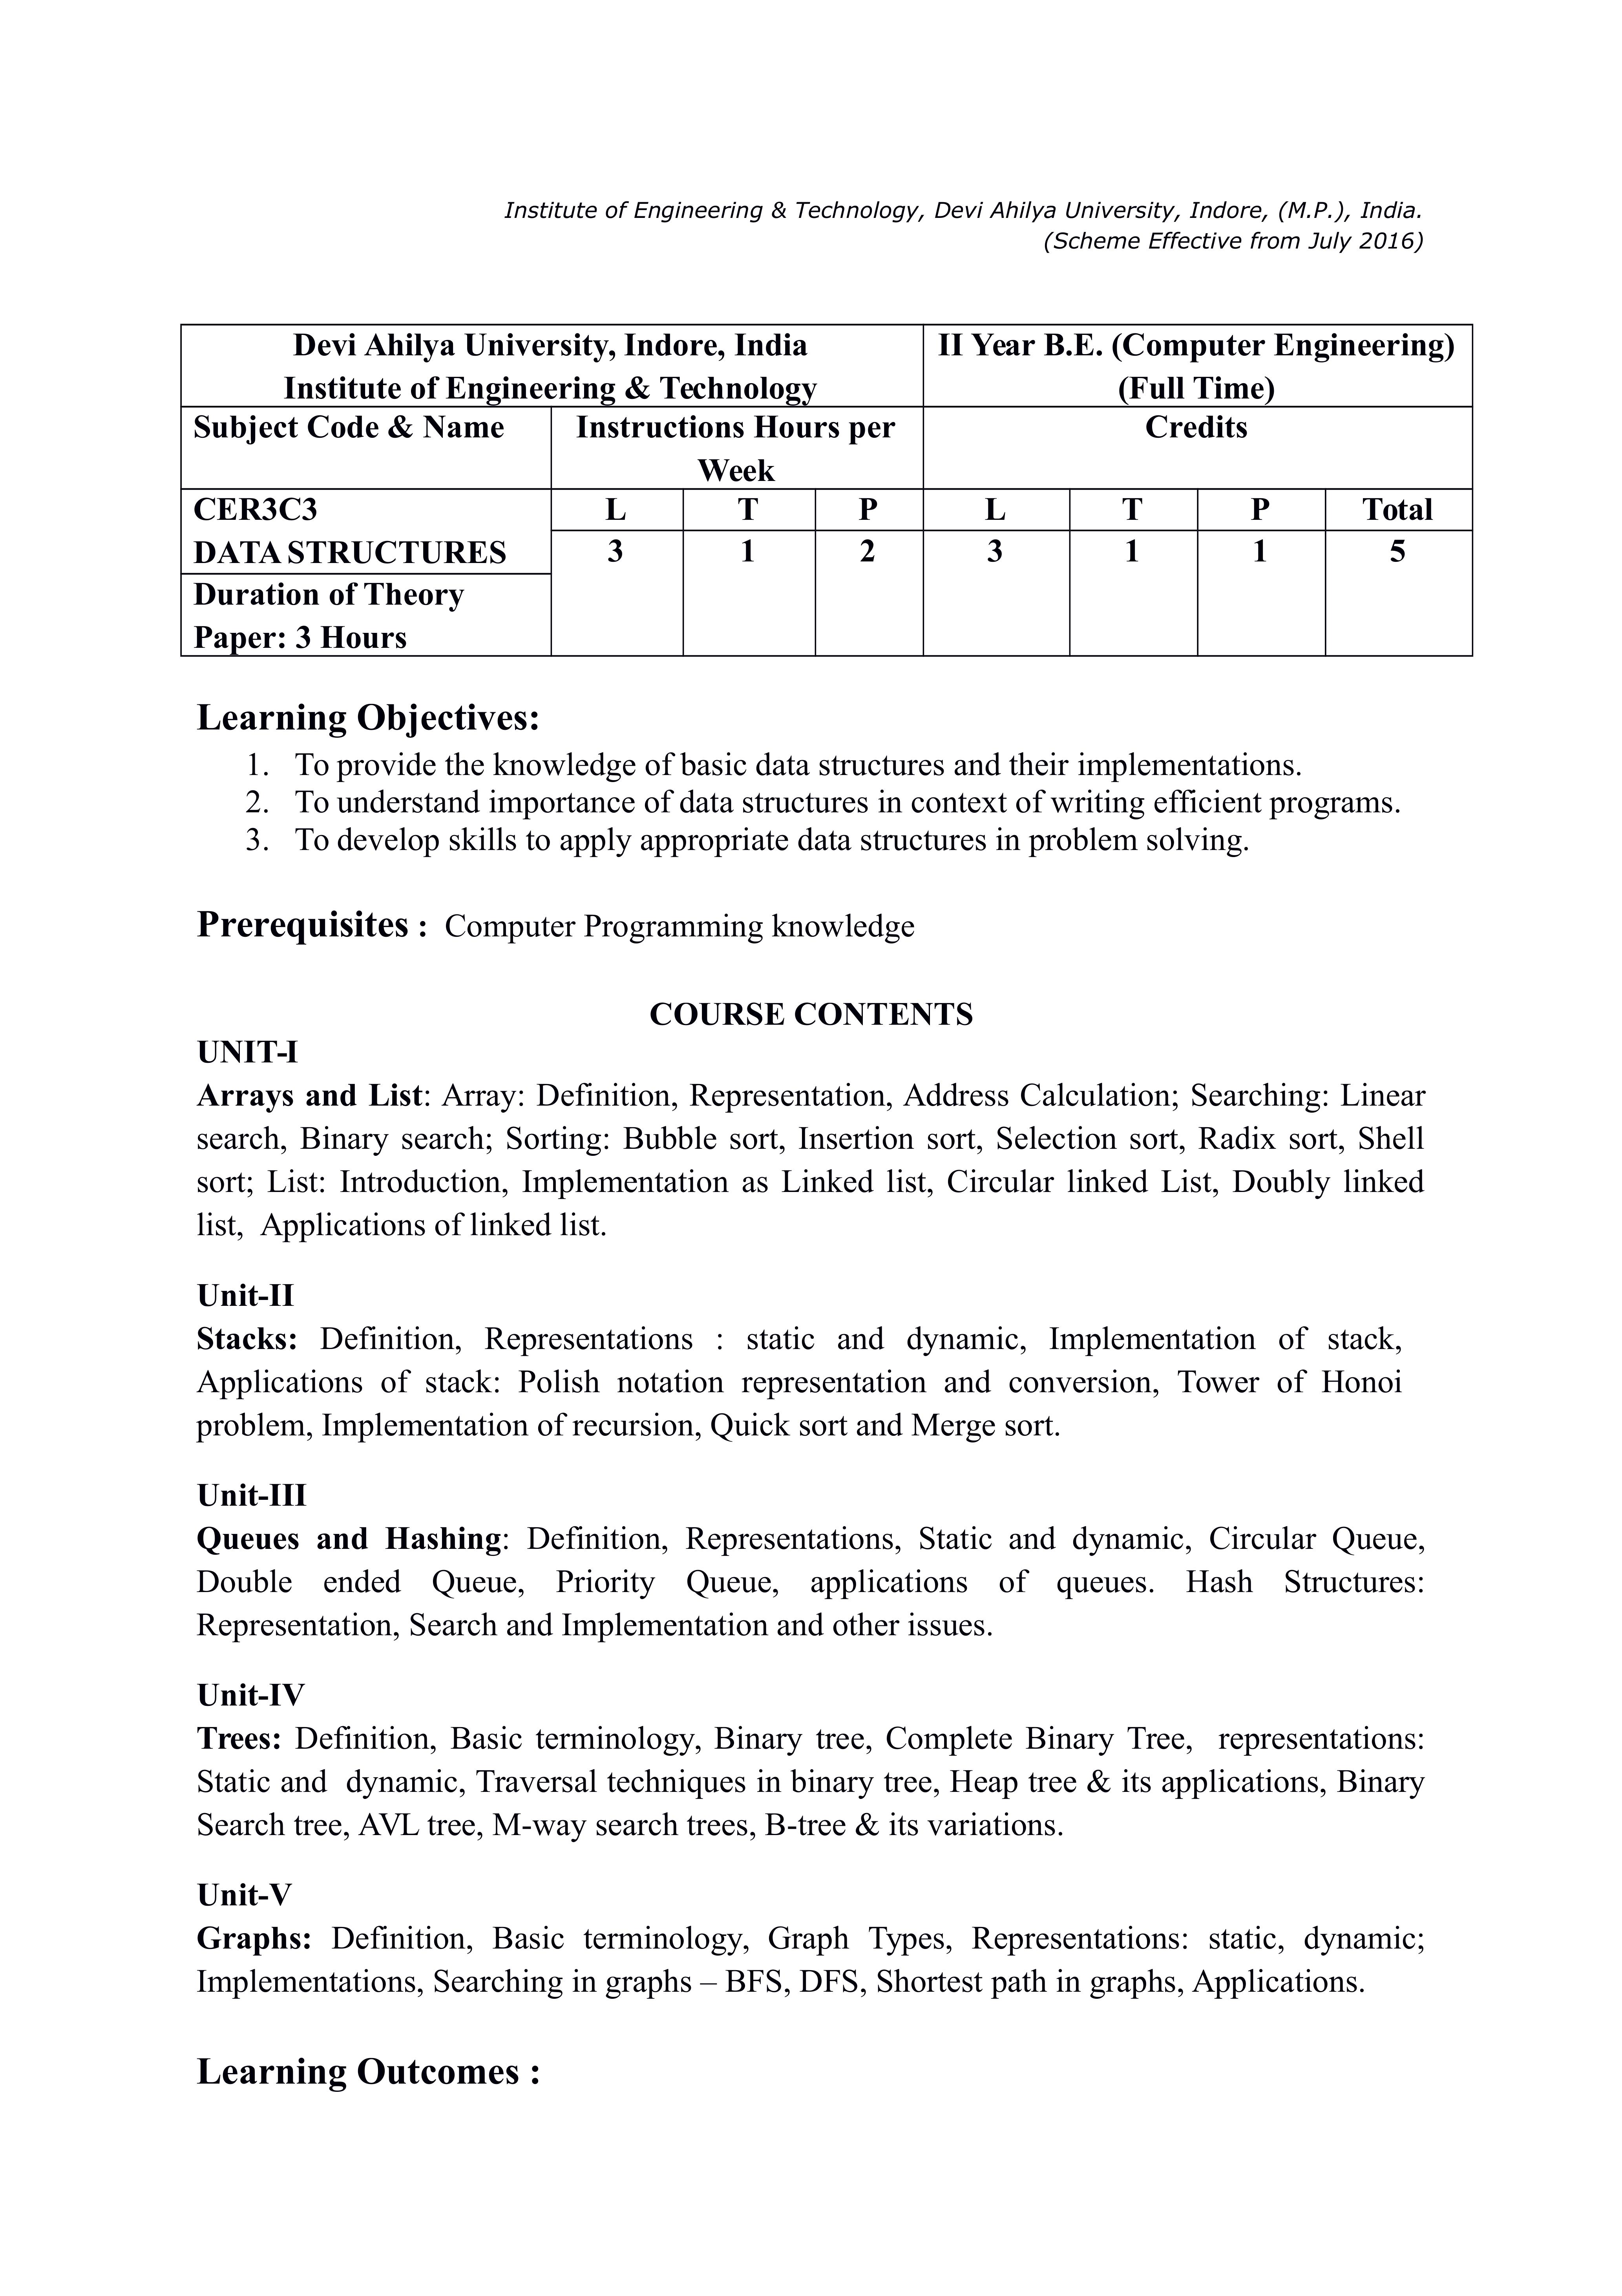 Institute of Engineering & Technology, Devi Ahilya University, Indore, (M.P.), India.
(Scheme Effective from July 2016)
Devi Ahilya University, Indore, India
Institute of Engineering & Technology
II Year B.E. (Computer Engineering)
(Full Time)
Subject Code & Name
Instructions Hours per
Week
Credits
CER3C3
DATA STRUCTURES
L T P L T P Total
3 1 2 3 1 1 5
Duration of Theory
Paper: 3 Hours
Learning Objectives:
1. To provide the knowledge of basic data structures and their implementations.
2. To understand importance of data structures in context of writing efficient programs.
3. To develop skills to apply appropriate data structures in problem solving.
Prerequisites : Computer Programming knowledge
COURSE CONTENTS
UNIT-I
Arrays and List: Array: Definition, Representation, Address Calculation; Searching: Linear
search, Binary search; Sorting: Bubble sort, Insertion sort, Selection sort, Radix sort, Shell
sort; List: Introduction, Implementation as Linked list, Circular linked List, Doubly linked
list, Applications of linked list.
Unit-II
Stacks: Definition, Representations : static and dynamic, Implementation of stack,
Applications of stack: Polish notation representation and conversion, Tower of Honoi
problem, Implementation of recursion, Quick sort and Merge sort.
Unit-III
Queues and Hashing: Definition, Representations, Static and dynamic, Circular Queue,
Double ended Queue, Priority Queue, applications of queues. Hash Structures:
Representation, Search and Implementation and other issues.
Unit-IV
Trees: Definition, Basic terminology, Binary tree, Complete Binary Tree, representations:
Static and dynamic, Traversal techniques in binary tree, Heap tree & its applications, Binary
Search tree, AVL tree, M-way search trees, B-tree & its variations.
Unit-V
Graphs: Definition, Basic terminology, Graph Types, Representations: static, dynamic;
Implementations, Searching in graphs – BFS, DFS, Shortest path in graphs, Applications.
Learning Outcomes :